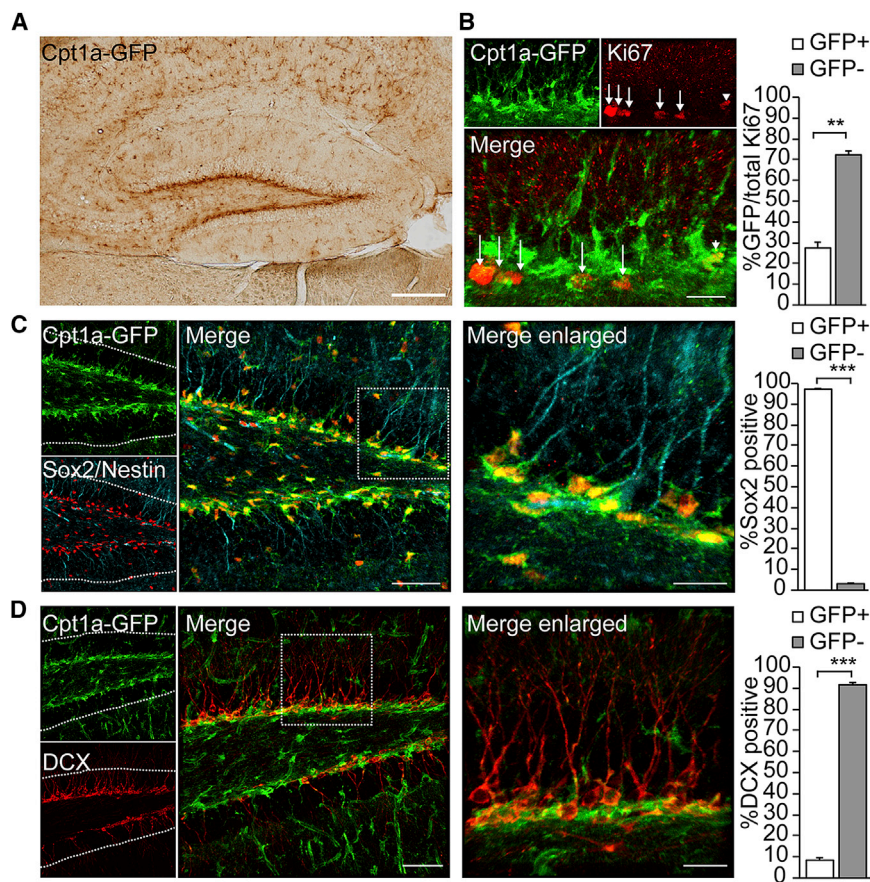 A
Cpt1a-GFP
B
Cpt1a-GFP
Ki67
Merge
GFP+
GFP-
%GFP/total Ki67
100
90
80
70
60
50
40
30
20
10
0
**
C
Cpt1a-GFP
Sox2/Nestin
Merge
Merge enlarged
GFP+
GFP-
%Sox2 positive
100
90
80
70
60
50
40
30
20
10
0
***
D
Cpt1a-GFP
DCX
Merge
Merge enlarged
GFP+
GFP-
%DCX positive
100
90
80
70
60
50
40
30
20
10
0
***